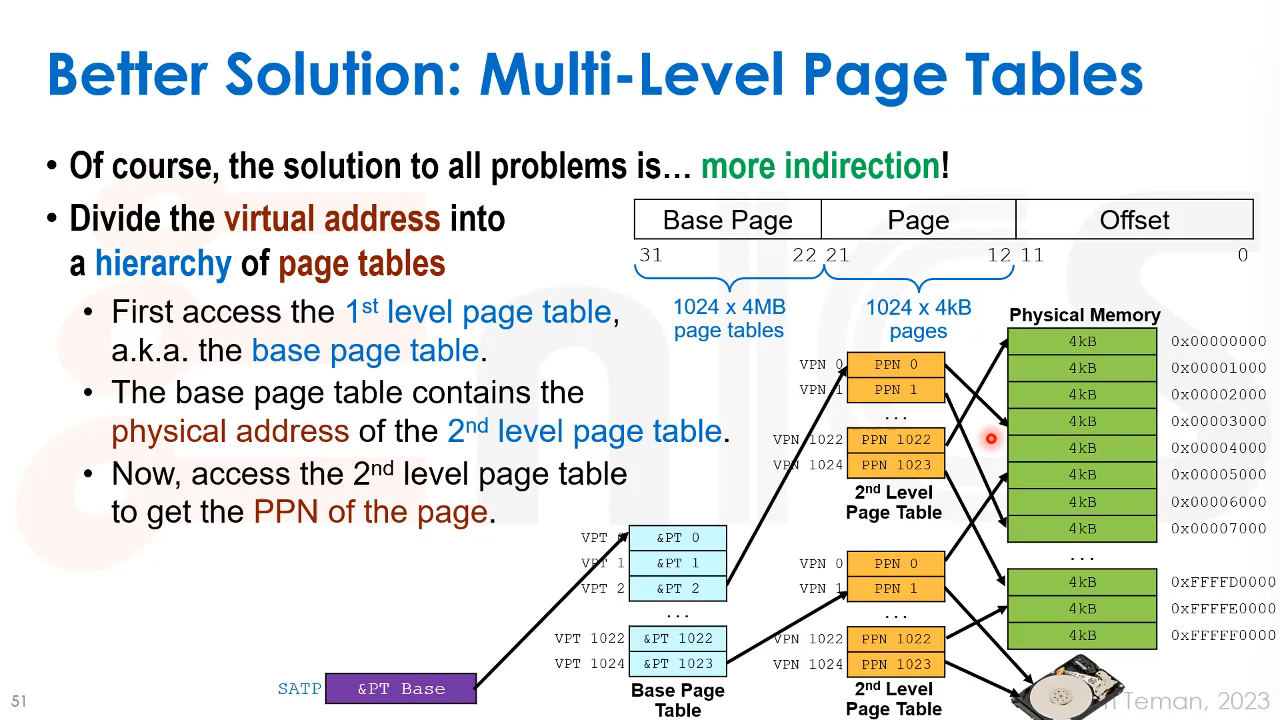 Better Solution: Multi-Level Page Tables
• Of course, the solution to all problems is… more indirection!
• Divide the virtual address into
a hierarchy of page tables
• First access the 1st level page table,
a.k.a. the base page table.
• The base page table contains the
physical address of the 2nd level page table.
• Now, access the 2nd level page table
to get the PPN of the page.
Base Page Page Offset
31 22 21 12 11 0
1024 x 4MB
page tables
1024 x 4kB
pages
Physical Memory
4kB 0x00000000
4kB 0x00001000
4kB 0x00002000
4kB 0x00003000
4kB 0x00004000
4kB 0x00005000
4kB 0x00006000
4kB 0x00007000
...
4kB 0xFFFFD0000
4kB 0xFFFFE0000
4kB 0xFFFFF0000
VPN 0 PPN 0
VPN 1 PPN 1
...
VPN 1022 PPN 1022
VPN 1024 PPN 1023
2nd Level
Page Table
VPN 0 PPN 0
VPN 1 PPN 1
...
VPN 1022 PPN 1022
VPN 1024 PPN 1023
2nd Level
Page Table
VPT 0 &PT 0
VPT 1 &PT 1
VPT 2 &PT 2
...
VPT 1022 &PT 1022
VPT 1024 &PT 1023
Base Page
Table
SATP &PT Base
51
Teman, 2023